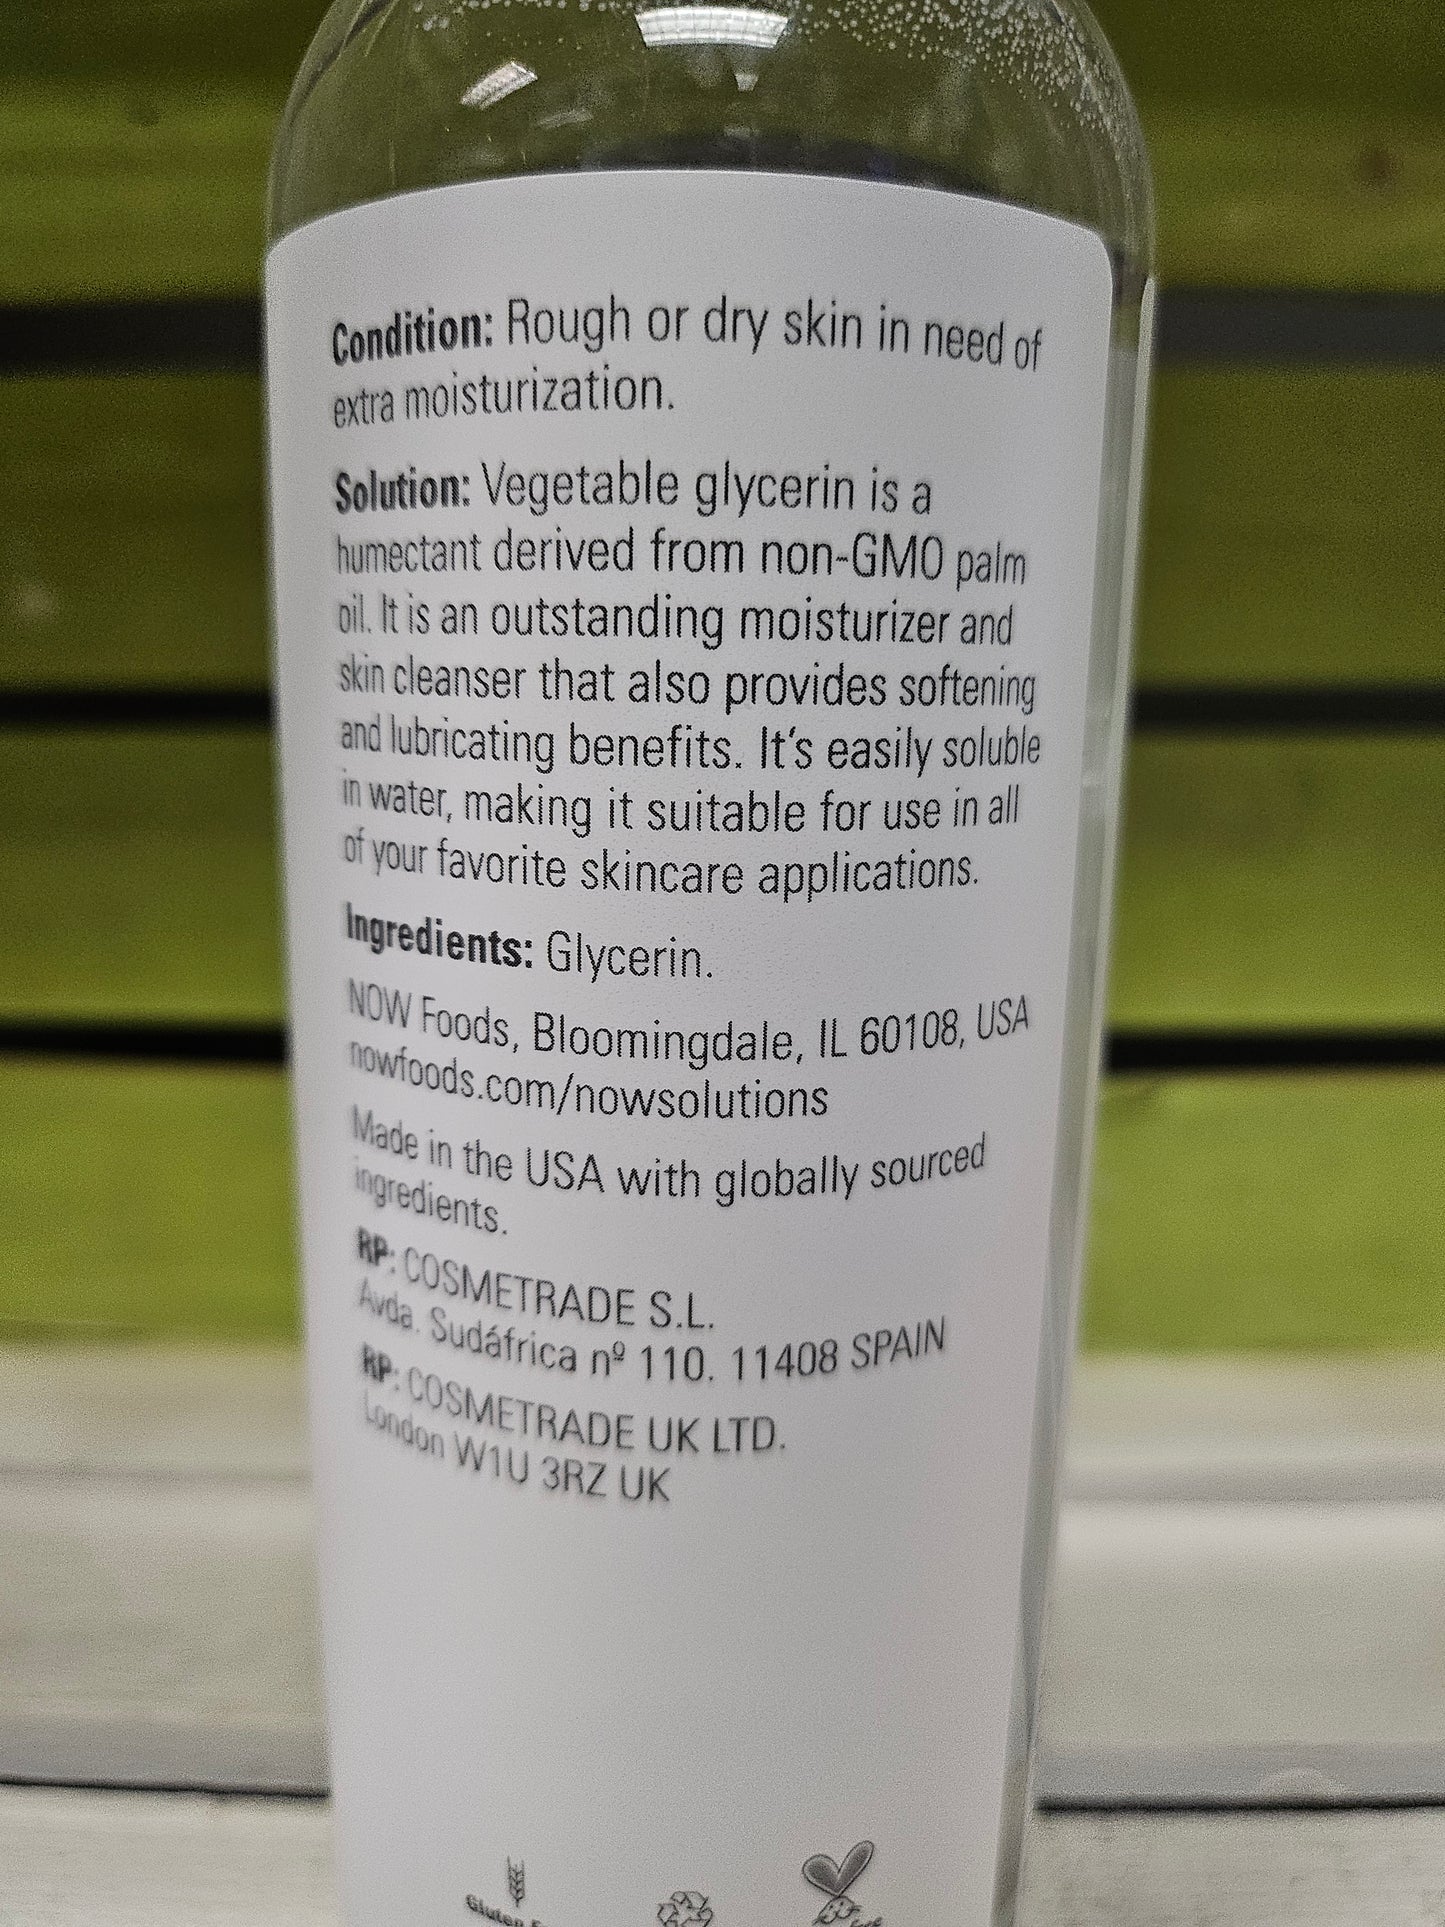 Condition: Rough or dry skin in need of
extra moisturization.
Solution: Vegetable glycerin is a
humectant derived from non-GMO palm
oil. It is an outstanding moisturizer and
skin cleanser that also provides softening
and lubricating benefits. It's easily soluble
in water, making it suitable for use in all
of your favorite skincare applications.
Ingredients: Glycerin.
NOW Foods, Bloomingdale, IL 60108, USA
nowfoods.com/nowsolutions
Made in the USA with globally sourced
ingredients.
RP: COSMETRADE S.L.
Avda. Sudáfrica nº 110. 11408 SPAIN
RP: COSMETRADE UK LTD.
London W1U 3RZ UK
Gluten